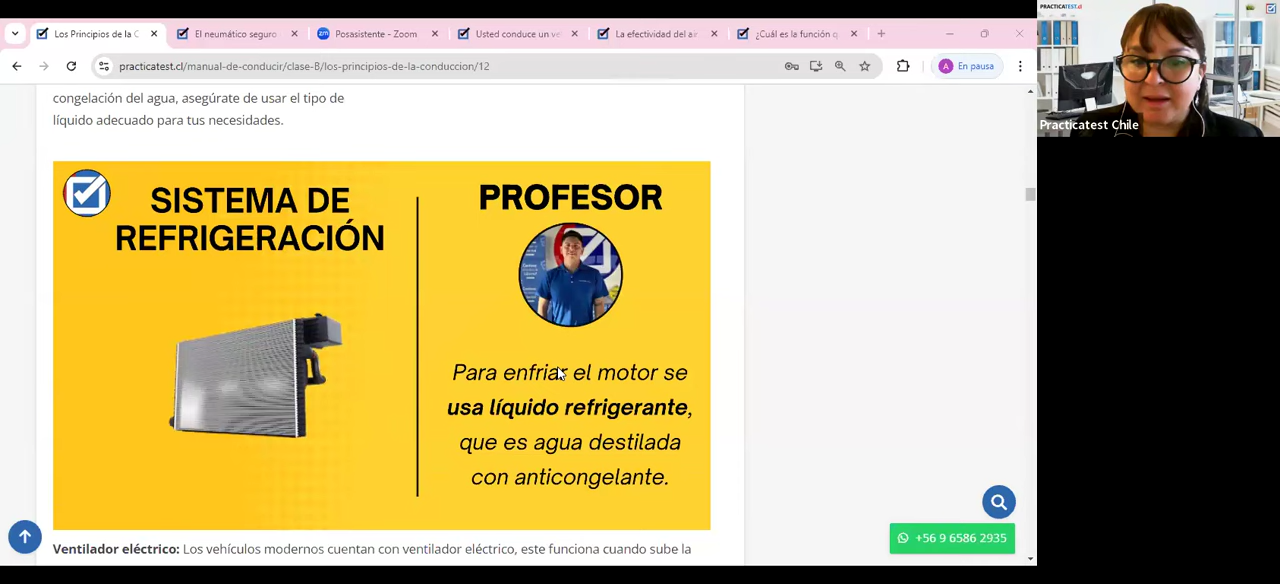 Los Principios de la C
El neumático seguro
zm Posasistente - Zoom
Usted conduce un ve
La efectividad del ai
¿Cuál es la función q
practicatest.cl/manual-de-conducir/clase-B/los-principios-de-la-conduccion/12
A En pausa
PRACTICATEST.cl
Practicatest Chile
congelación del agua, asegúrate de usar el tipo de
líquido adecuado para tus necesidades.
SISTEMA DE
REFRIGERACIÓN
PROFESOR
Para enfriar el motor se
usa líquido refrigerante,
que es agua destilada
con anticongelante.
+56 9 6586 2935
Ventilador eléctrico: Los vehículos modernos cuentan con ventilador eléctrico, este funciona cuando sube la